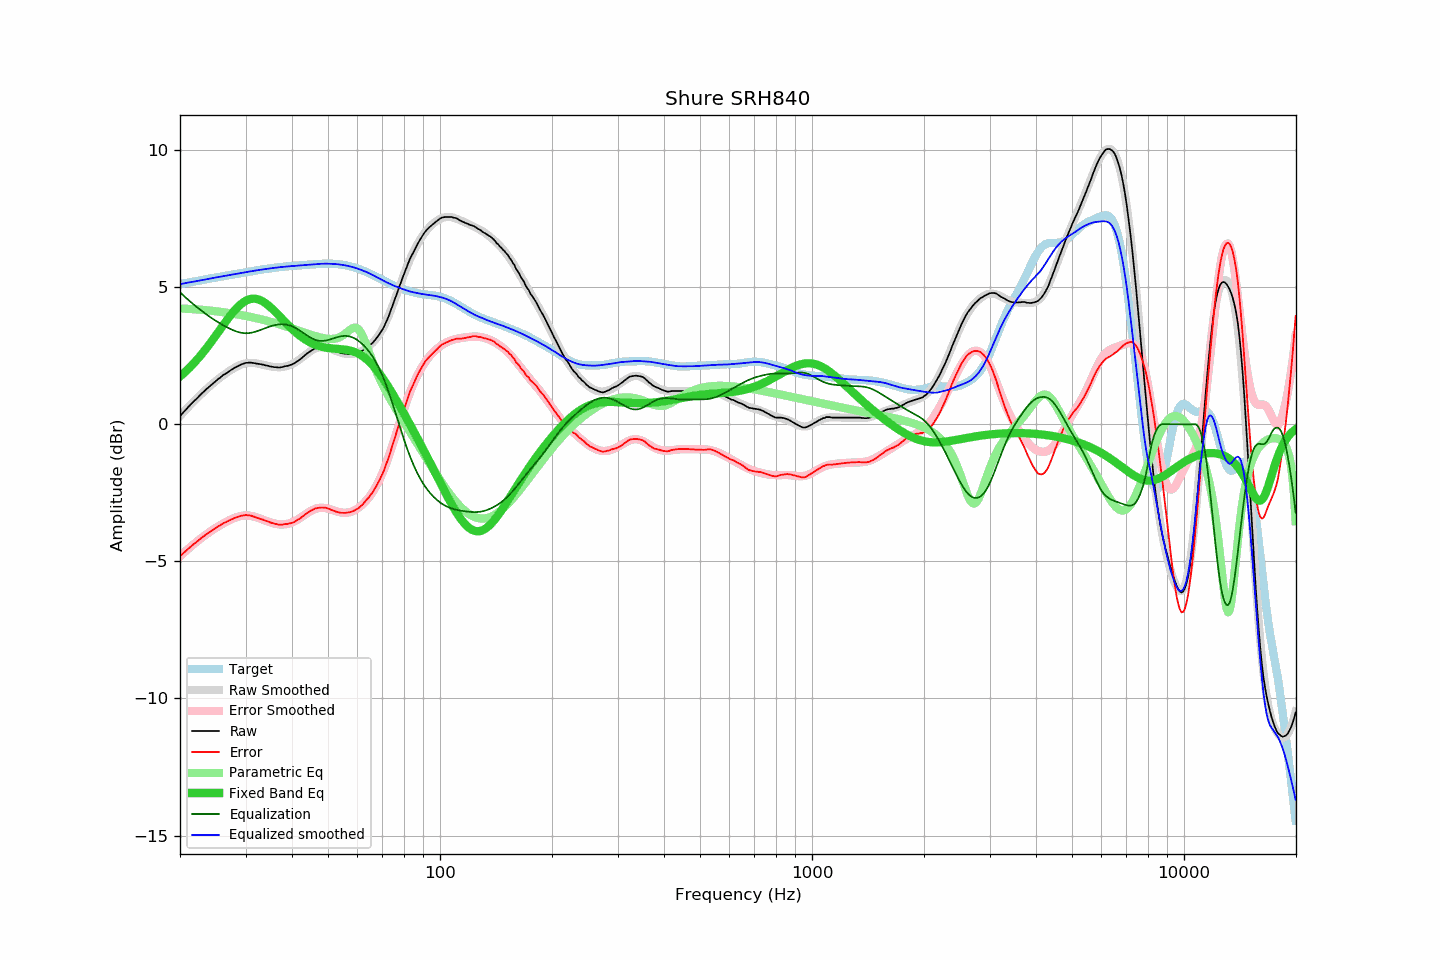 Shure SRH840
Amplitude (dBr)
10
5
0
−5
−10
−15
Target
Raw Smoothed
Error Smoothed
Raw
Error
Parametric Eq
Fixed Band Eq
Equalization
Equalized smoothed
100
1000
10000
Frequency (Hz)